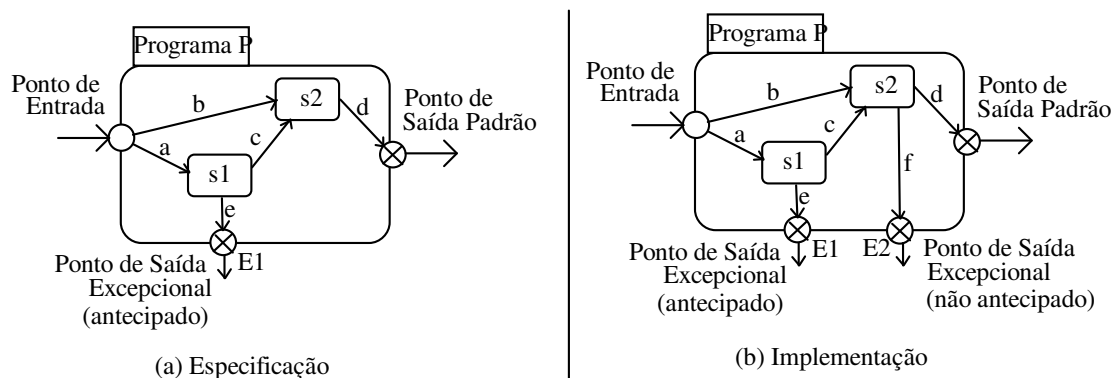 Programa P
Ponto de
Entrada
b
s2
d
Ponto de
Saída Padrão
a
c
s1
e
E1
Ponto de Saída
Excepcional
(antecipado)
(a) Especificação
Programa P
Ponto de
Entrada
b
s2
d
Ponto de
Saída Padrão
a
c
s1
f
e
E1
E2
Ponto de Saída
Excepcional
(antecipado)
Ponto de Saída
Excepcional
(não antecipado)
(b) Implementação